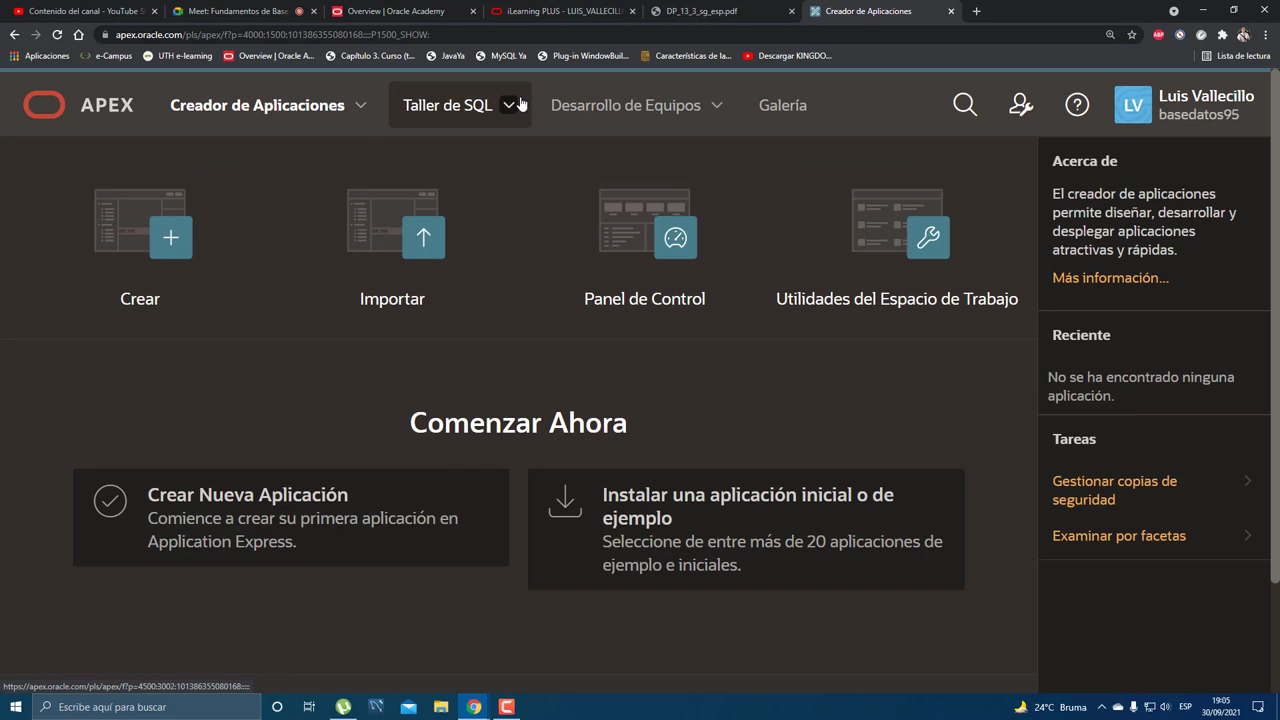 Contenido del canal - YouTube S
Meet: Fundamentos de Base
Overview | Oracle Academy
iLearning PLUS - LUIS_VALLECILL
DP_13_3_sg_esp.pdf
Creador de Aplicaciones
apex.oracle.com/pls/apex/f?p=4000:1500:101386355080168::::P1500_SHOW:
Aplicaciones
e-Campus
UTH e-learning
Overview | Oracle A...
Capítulo 3. Curso (t...
JavaYa
MySQL Ya
Plug-in WindowBuil...
Características de l...
Descargar KINGDO...
Lista de lectura
APEX
Creador de Aplicaciones
Taller de SQL
Desarrollo de Equipos
Galería
LV
Luis Vallecillo
basedatos95
Crear
Importar
Panel de Control
Utilidades del Espacio de Trabajo
Acerca de
El creador de aplicaciones
permite diseñar, desarrollar y
desplegar aplicaciones
atractivas y rápidas.
Más información...
Reciente
No se ha encontrado ninguna
aplicación.
Tareas
Gestionar copias de
seguridad
Examinar por facetas
Comenzar Ahora
Crear Nueva Aplicación
Comience a crear su primera aplicación en
Application Express.
Instalar una aplicación inicial o de
ejemplo
Seleccione de entre más de 20 aplicaciones de
ejemplo e iniciales.
https://apex.oracle.com/pls/apex/f?p=4500:3002:101386355080168:::::
Escribe aquí para buscar
24°C Bruma
ESP
19:05
30/09/2021